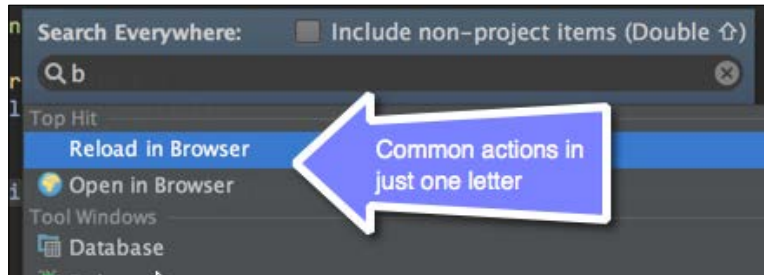 Search Everywhere: Include non-project items (Double ⇧)
b
Top Hit
Reload in Browser
Common actions in
just one letter
Open in Browser
Tool Windows
Database